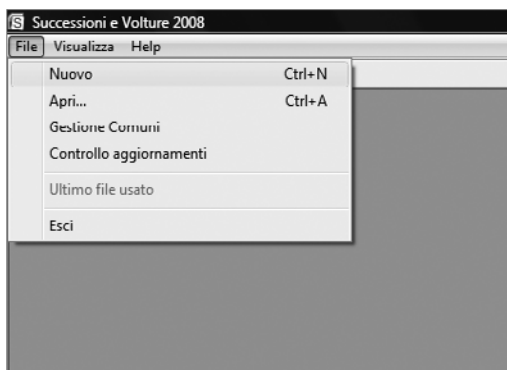 Successioni e Volture 2008
File Visualizza Help
Nuovo Ctrl+N
Apri... Ctrl+A
Gestione Comuni
Controllo aggiornamenti
Ultimo file usato
Esci